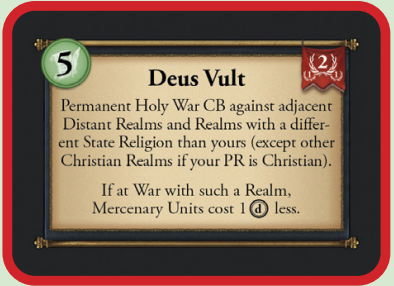 5
2
1 1
Deus Vult
Permanent Holy War CB against adjacent
Distant Realms and Realms with a differ-
ent State Religion than yours (except other
Christian Realms if your PR is Christian).
If at War with such a Realm,
Mercenary Units cost 1 d less.